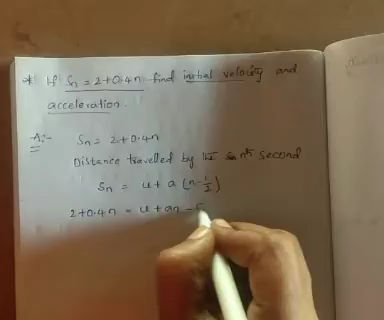 * If Sn = 2+0.4n find initial velocity and
acceleration.
A:- Sn = 2+0.4n
Distance travelled by in nth second
Sn = u + a (n-1/2)
2+0.4n = u+an -